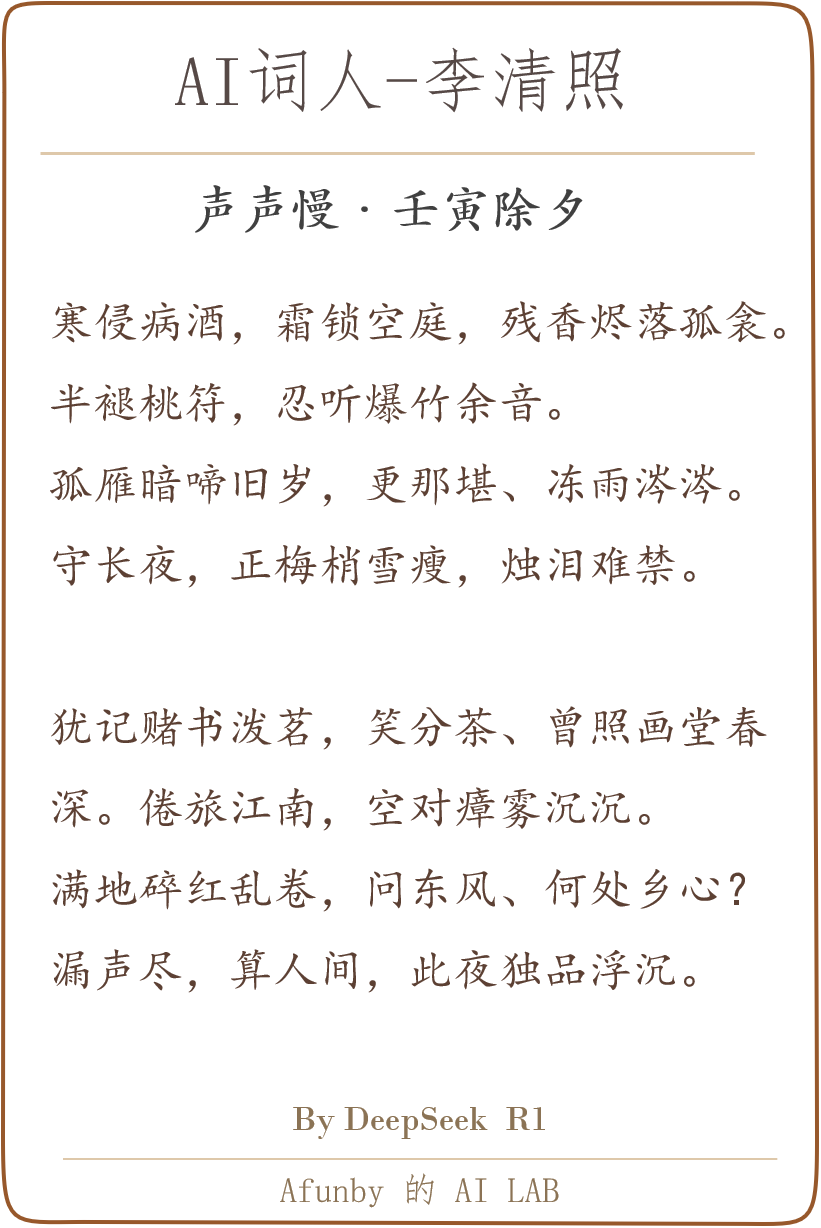 AI词人-李清照
声声慢·壬寅除夕
寒侵病酒，霜锁空庭，残香烬落孤衾。
半褪桃符，忍听爆竹余音。
孤雁暗啼旧岁，更那堪、冻雨涔涔。
守长夜，正梅梢雪瘦，烛泪难禁。
犹记赌书泼茗，笑分茶、曾照画堂春
深。倦旅江南，空对瘴雾沉沉。
满地碎红乱卷，问东风、何处乡心？
漏声尽，算人间，此夜独品浮沉。
By DeepSeek R1
Afunby 的 AI LAB